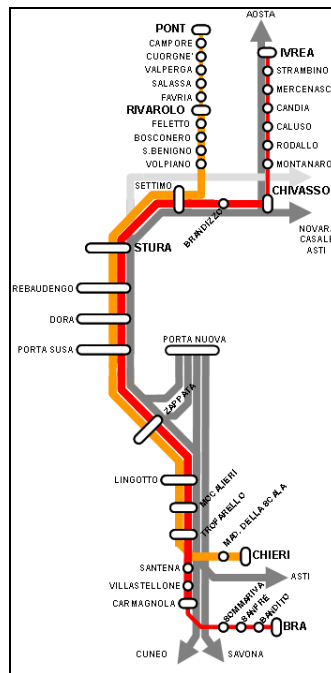 AOSTA
PONT
CAMPORE
CUORGNE'
VALPERGA
SALASSA
FAVRIA
RIVAROLO
FELETTO
BOSCONERO
S.BENIGNO
VOLPIANO
IVREA
STRAMBINO
MERCENASC
CANDIA
CALUSO
RODALLO
MONTANARO
SETTIMO
CHIVASSO
BRANDIZZO
NOVARA
CASALE
ASTI
STURA
REBAUDENGO
DORA
PORTA SUSA
PORTA NUOVA
ZAPPATA
LINGOTTO
MOCALIERI
TROFARELLO
MAD. DELLA SCALA
CHIERI
SANTENA
ASTI
VILLASTELLONE
CARMAGNOLA
SOMMARIVA
SANFRE
BANDITO
BRA
CUNEO
SAVONA